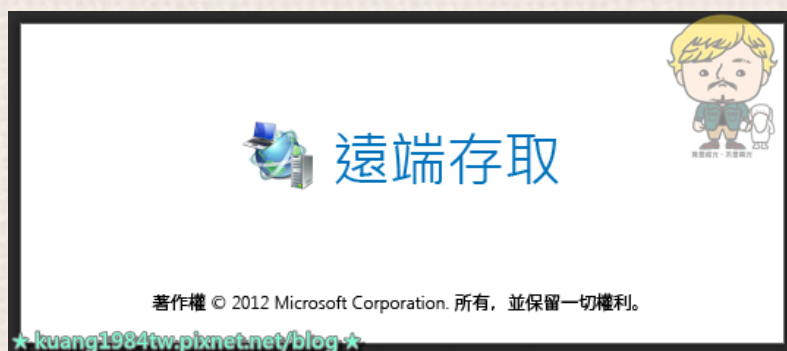 遠端存取
著作權 © 2012 Microsoft Corporation. 所有，並保留一切權利。
★ kuang1984tw.pixnet.net/blog ★